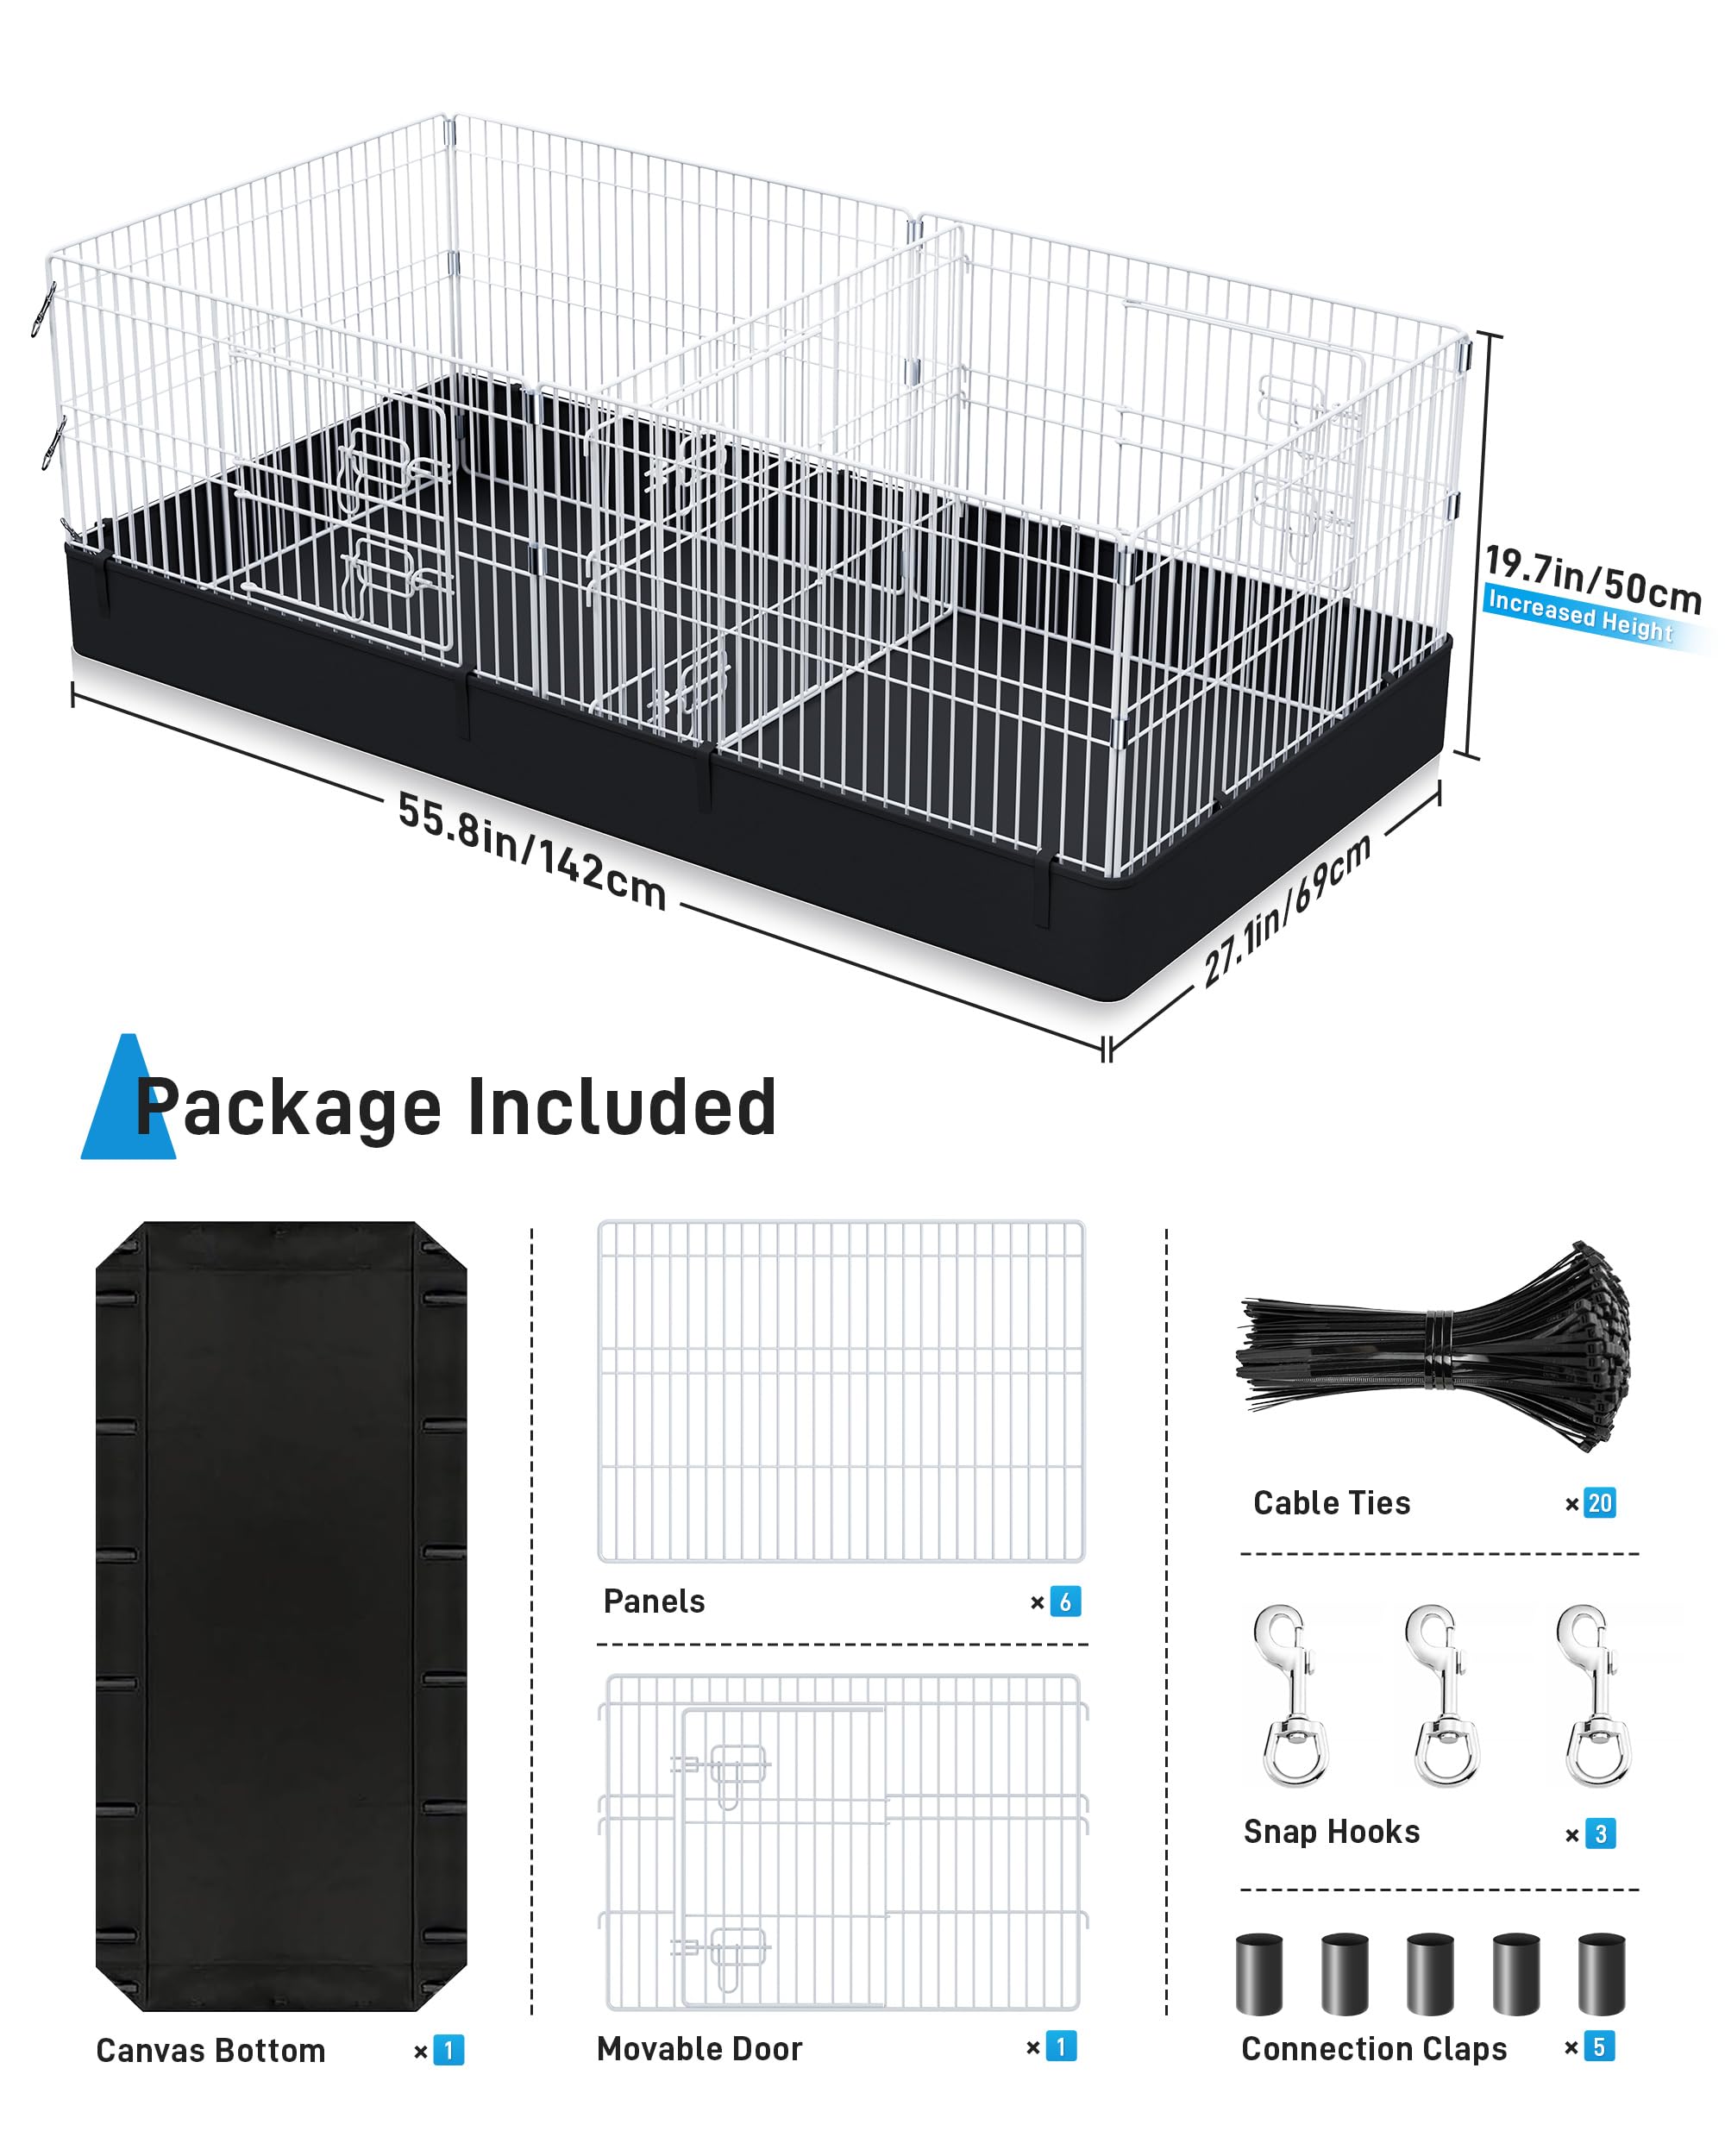 19.7in/50cm
Increased Height
55.8in/142cm
27.1in/69cm
Package Included
Cable Ties ×20
Panels ×6
Snap Hooks ×3
Canvas Bottom ×1
Movable Door ×1
Connection Claps ×5